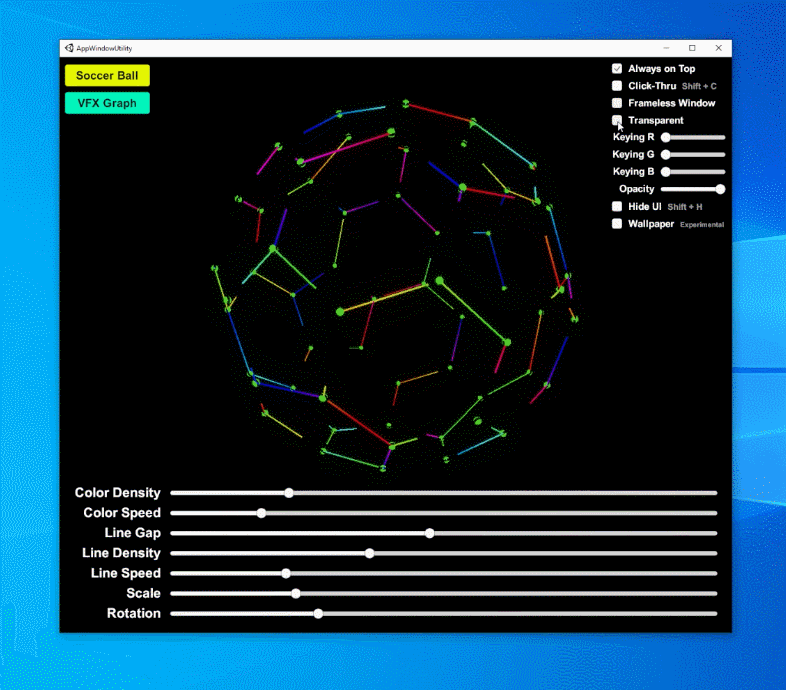 AppWindowUtility
Soccer Ball
VFX Graph
Always on Top
Click-Thru Shift + C
Frameless Window
Transparent
Keying R
Keying G
Keying B
Opacity
Hide UI Shift + H
Wallpaper Experimental
Color Density
Color Speed
Line Gap
Line Density
Line Speed
Scale
Rotation